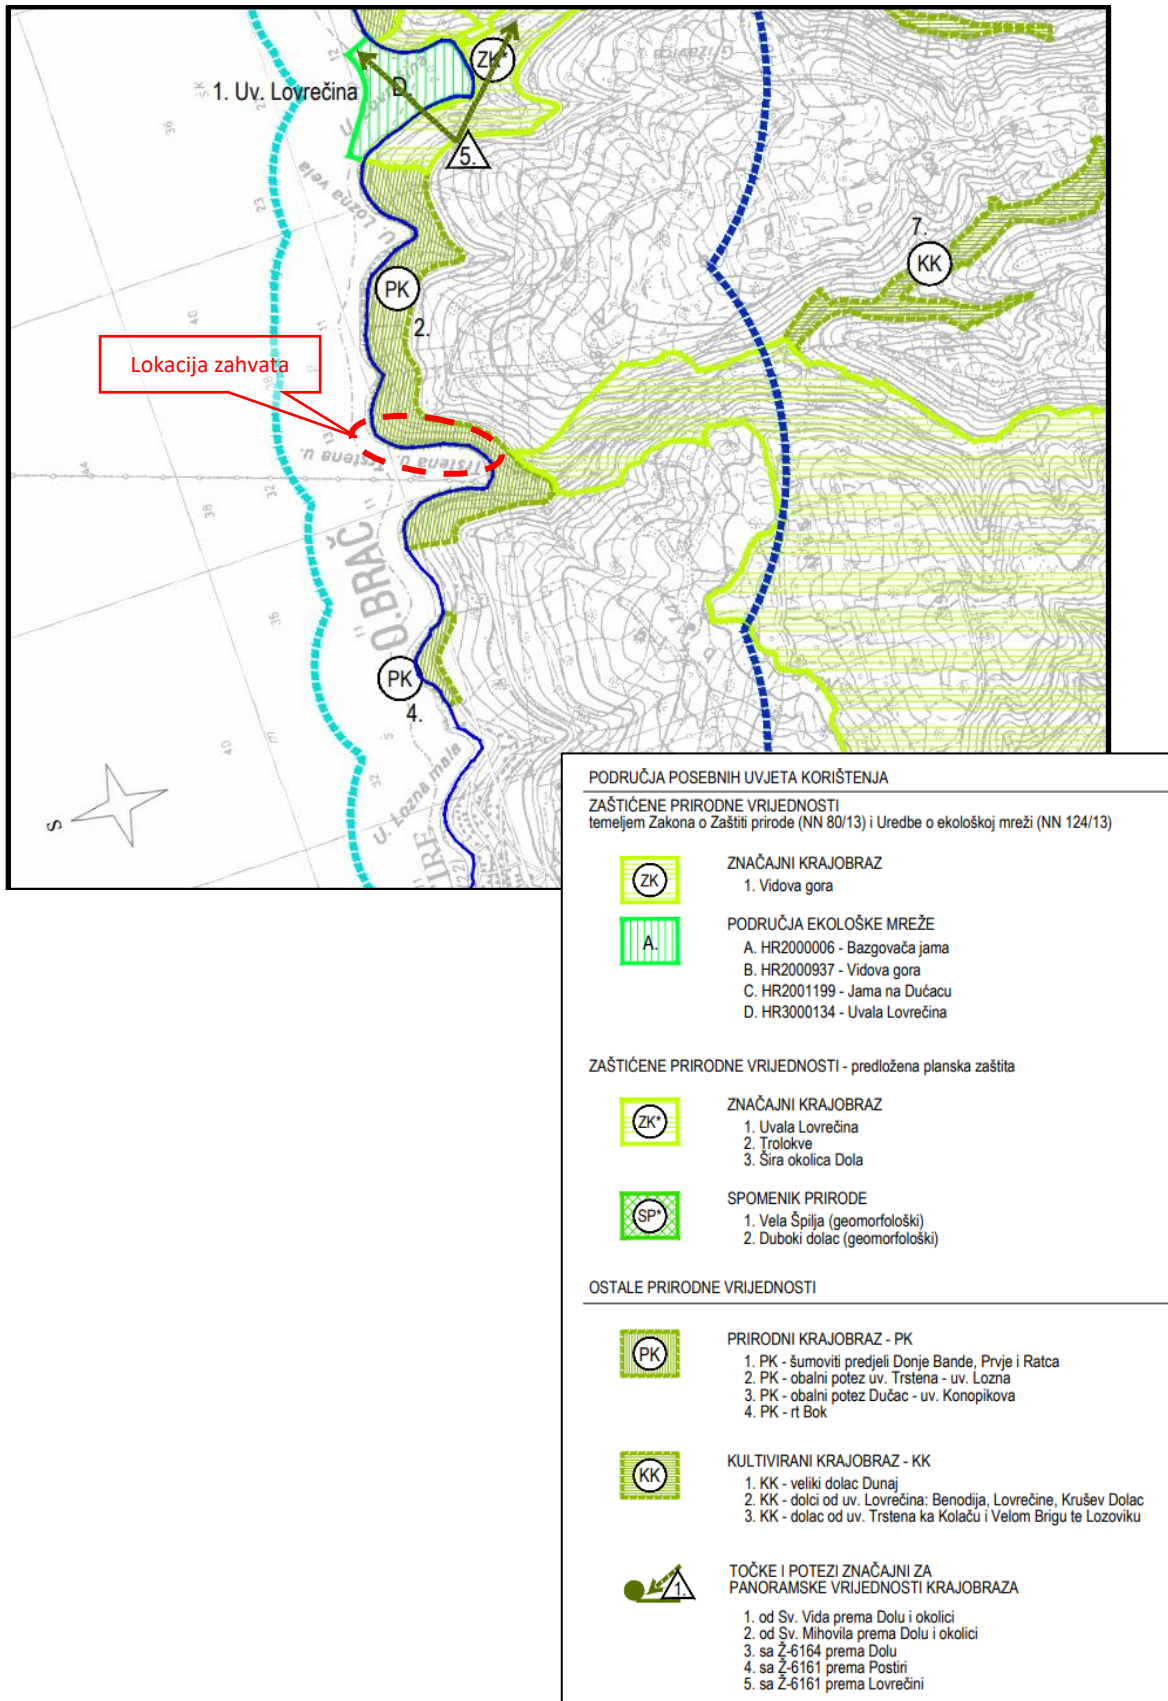 1. Uv. Lovrečina
D.
ZK*
5.
U. Lozna vela
PK
2.
7.
KK
Lokacija zahvata
Trstena u.
U. Trstena
O.BRAČ
PK
4.
U. Lozna mala
S
PODRUČJA POSEBNIH UVJETA KORIŠTENJA
ZAŠTIĆENE PRIRODNE VRIJEDNOSTI
temeljem Zakona o Zaštiti prirode (NN 80/13) i Uredbe o ekološkoj mreži (NN 124/13)
ZK
ZNAČAJNI KRAJOBRAZ
1. Vidova gora
A.
PODRUČJA EKOLOŠKE MREŽE
A. HR2000006 - Bazgovača jama
B. HR2000937 - Vidova gora
C. HR2001199 - Jama na Dućacu
D. HR3000134 - Uvala Lovrečina
ZAŠTIĆENE PRIRODNE VRIJEDNOSTI - predložena planska zaštita
ZK*
ZNAČAJNI KRAJOBRAZ
1. Uvala Lovrečina
2. Trolokve
3. Šira okolica Dola
SP*
SPOMENIK PRIRODE
1. Vela Špilja (geomorfološki)
2. Duboki dolac (geomorfološki)
OSTALE PRIRODNE VRIJEDNOSTI
PK
PRIRODNI KRAJOBRAZ - PK
1. PK - šumoviti predjeli Donje Bande, Prvje i Ratca
2. PK - obalni potez uv. Trstena - uv. Lozna
3. PK - obalni potez Dučac - uv. Konopikova
4. PK - rt Bok
KK
KULTIVIRANI KRAJOBRAZ - KK
1. KK - veliki dolac Dunaj
2. KK - dolci od uv. Lovrečina: Benodija, Lovrečine, Krušev Dolac
3. KK - dolac od uv. Trstena ka Kolaču i Velom Brigu te Lozoviku
1.
TOČKE I POTEZI ZNAČAJNI ZA
PANORAMSKE VRIJEDNOSTI KRAJOBRAZA
1. od Sv. Vida prema Dolu i okolici
2. od Sv. Mihovila prema Dolu i okolici
3. sa Ž-6164 prema Dolu
4. sa Ž-6161 prema Postiri
5. sa Ž-6161 prema Lovrečini